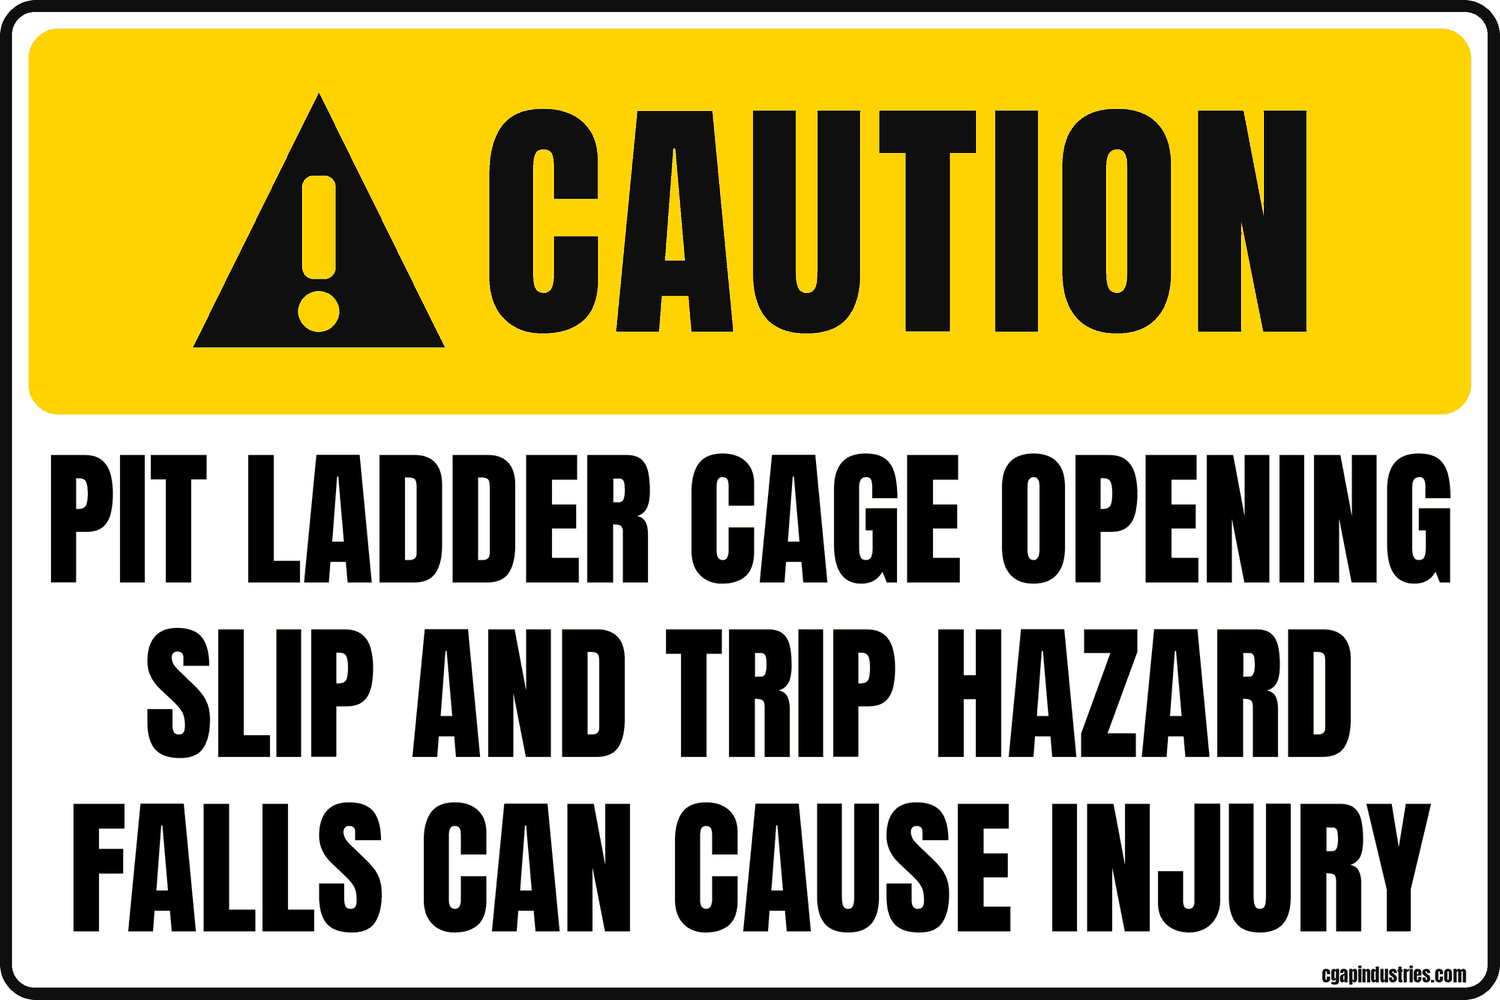 CAUTION
PIT LADDER CAGE OPENING
SLIP AND TRIP HAZARD
FALLS CAN CAUSE INJURY
cgapindustries.com